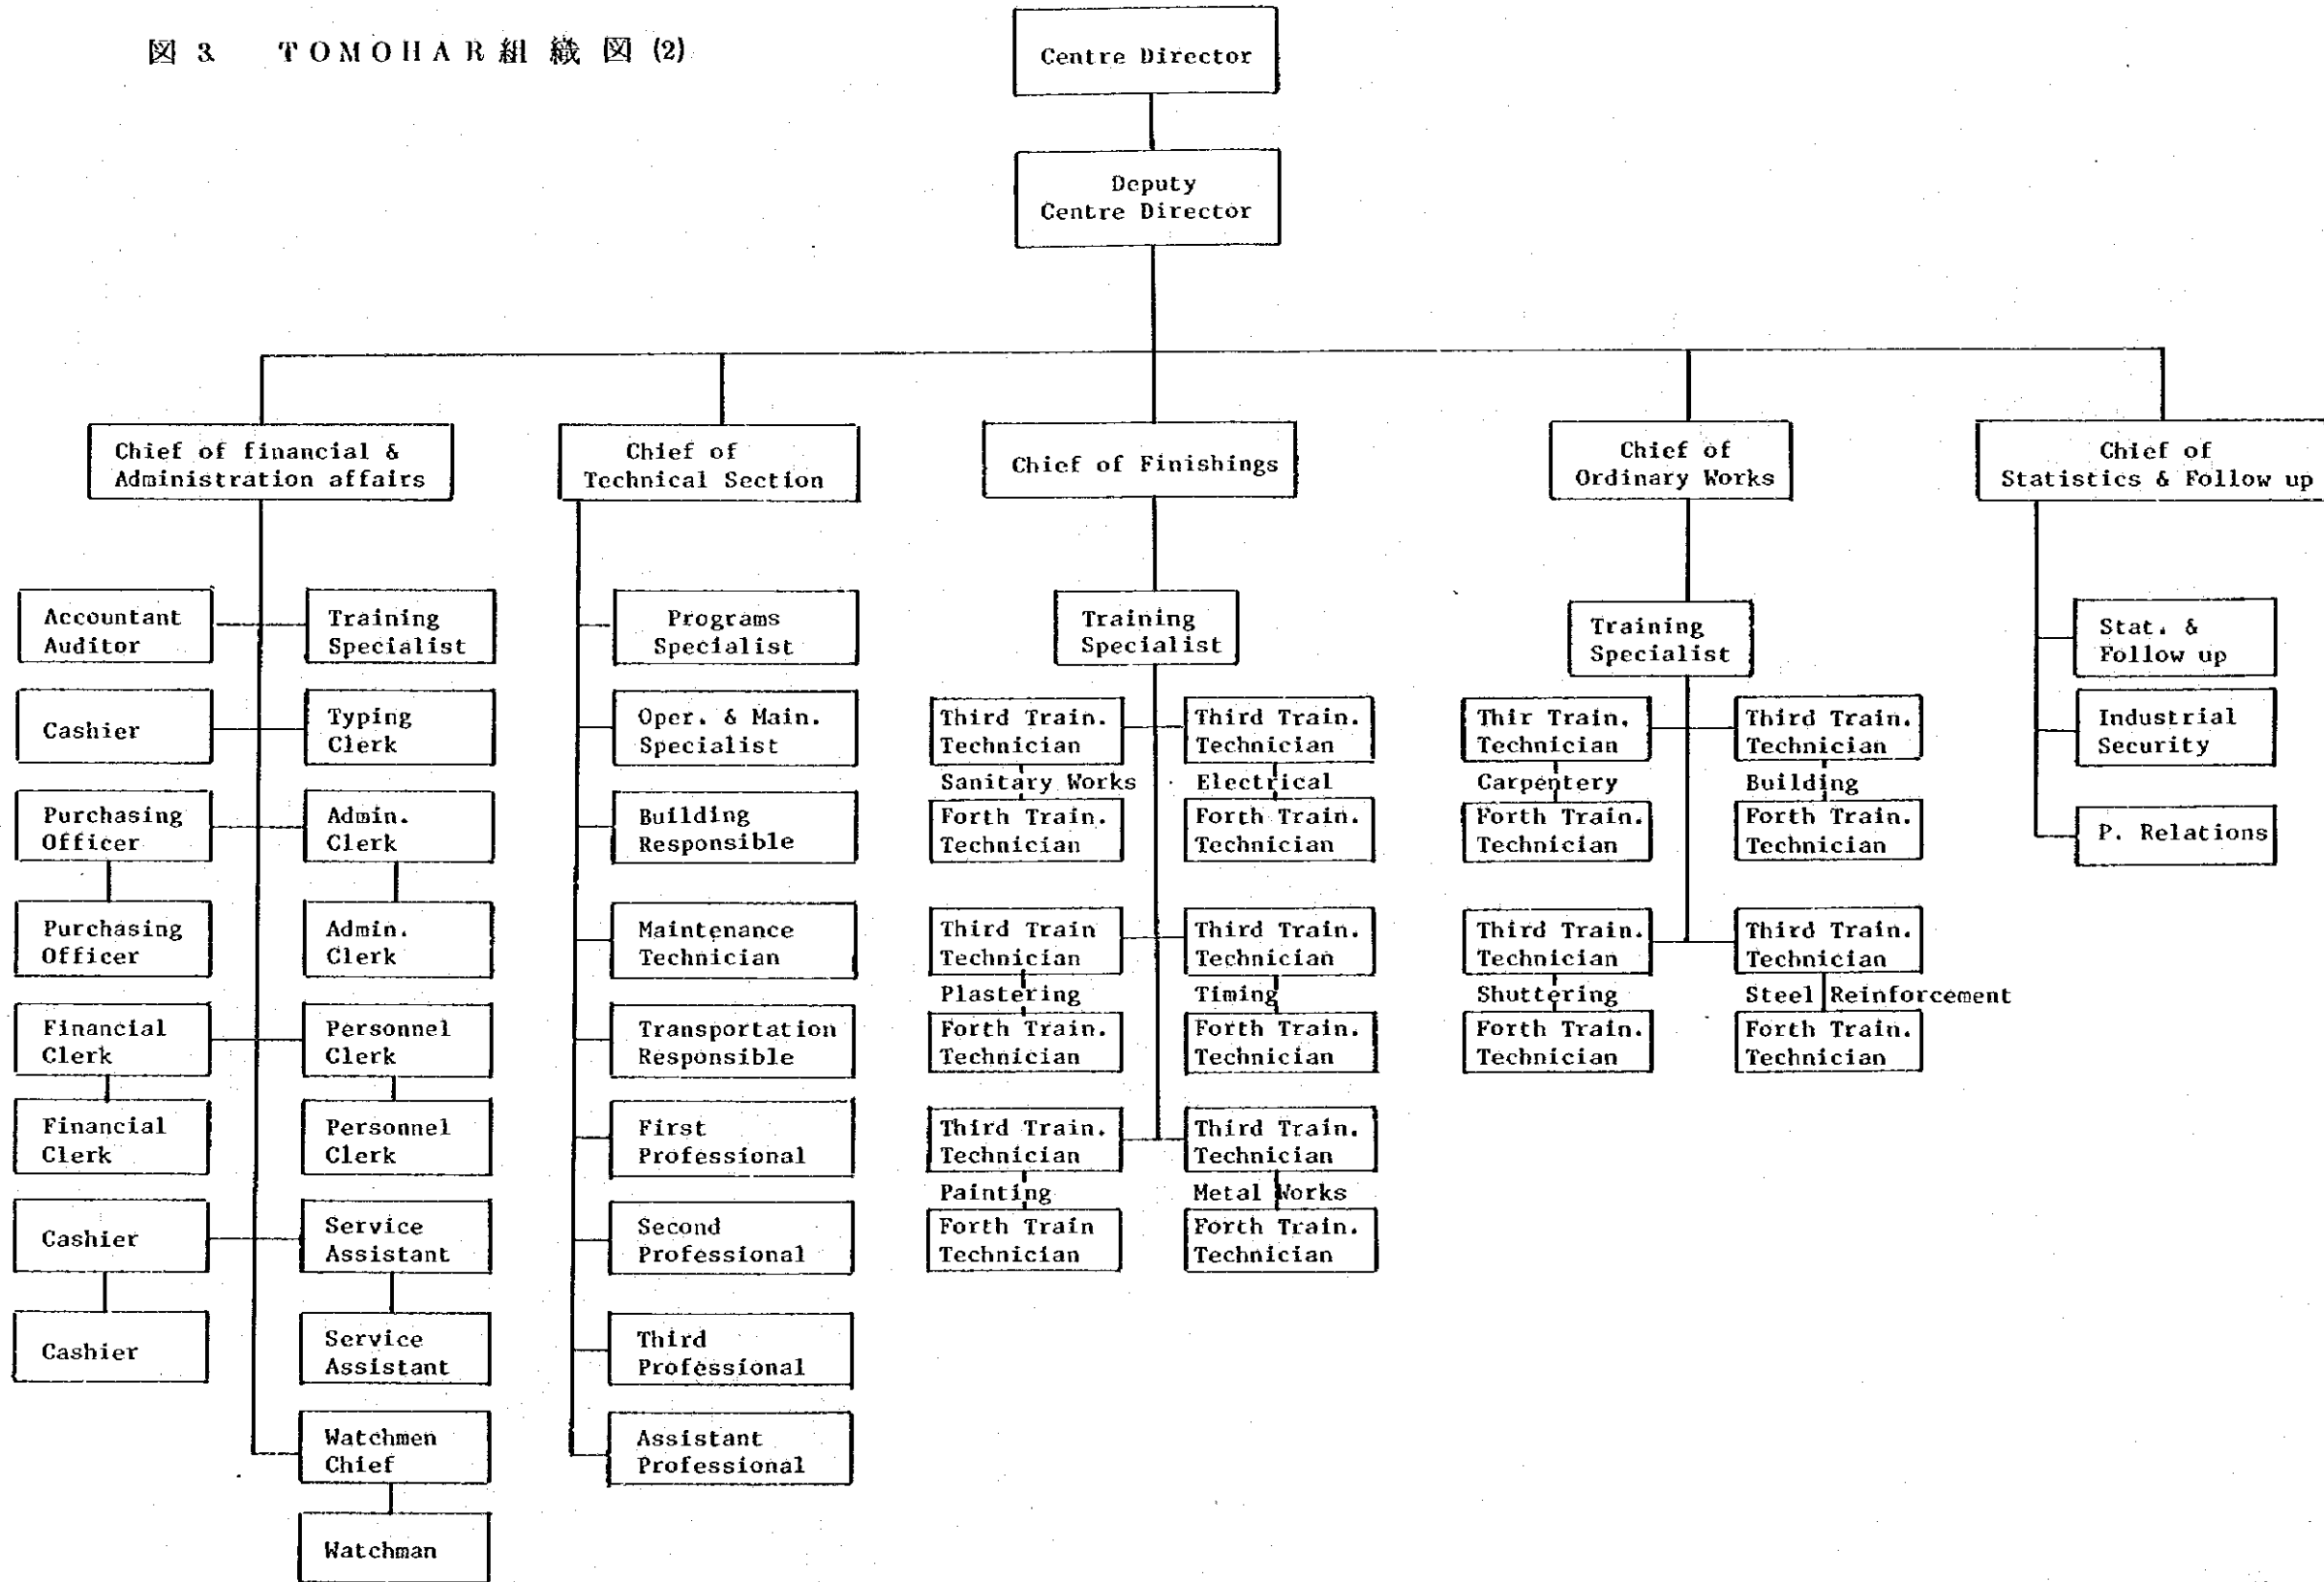 図 3 TOMOHAR組織図(2)
Centre Director
Deputy
Centre Director
Chief of financial &
Administration affairs
Accountant
Auditor
Training
Specialist
Cashier
Typing
Clerk
Purchasing
Officer
Admin.
Clerk
Purchasing
Officer
Admin.
Clerk
Financial
Clerk
Personnel
Clerk
Financial
Clerk
Personnel
Clerk
Cashier
Service
Assistant
Cashier
Service
Assistant
Watchmen
Chief
Watchman
Chief of
Technical Section
Programs
Specialist
Oper. & Main.
Specialist
Building
Responsible
Maintenance
Technician
Transportation
Responsible
First
Professional
Second
Professional
Third
Professional
Assistant
Professional
Chief of Finishings
Training
Specialist
Third Train.
Technician
Sanitary Works
Forth Train.
Technician
Third Train.
Technician
Electrical
Forth Train.
Technician
Third Train
Technician
Plastering
Forth Train.
Technician
Third Train.
Technician
Timing
Forth Train.
Technician
Third Train.
Technician
Painting
Forth Train
Technician
Third Train.
Technician
Metal Works
Forth Train.
Technician
Chief of
Ordinary Works
Training
Specialist
Thir Train.
Technician
Carpentery
Forth Train.
Technician
Third Train.
Technician
Building
Forth Train.
Technician
Third Train.
Technician
Shuttering
Forth Train.
Technician
Third Train.
Technician
Steel Reinforcement
Forth Train.
Technician
Chief of
Statistics & Follow up
Stat. &
Follow up
Industrial
Security
P. Relations